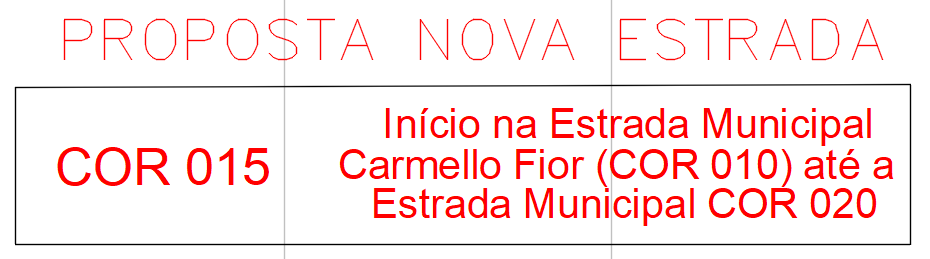 PROPOSTA NOVA ESTRADA
COR 015
Início na Estrada Municipal
Carmello Fior (COR 010) até a
Estrada Municipal COR 020